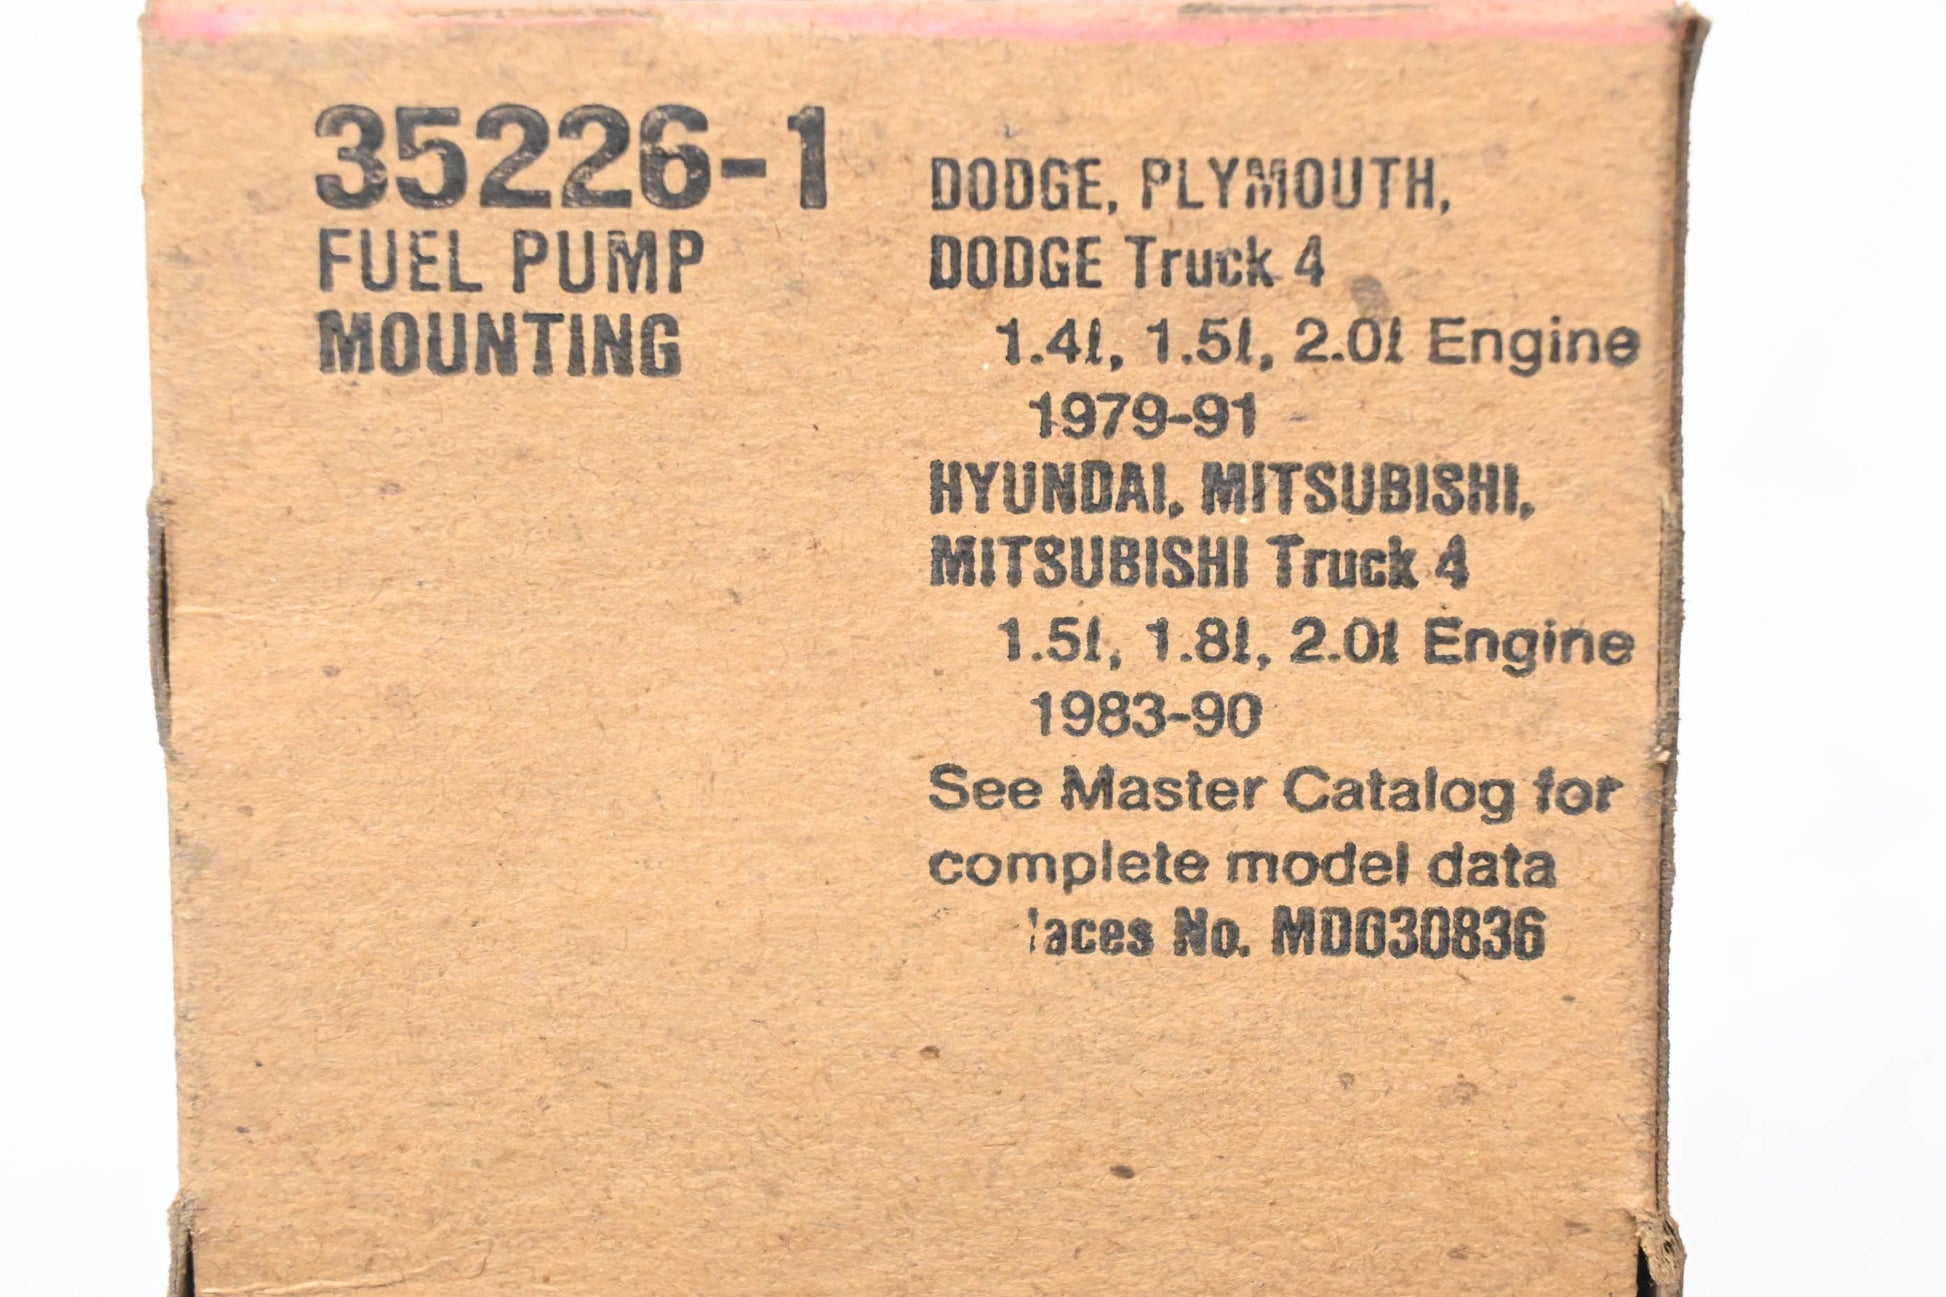 35226-1
FUEL PUMP
MOUNTING
DODGE, PLYMOUTH,
DODGE Truck 4
1.4ℓ, 1.5ℓ, 2.0ℓ Engine
1979-91
HYUNDAI, MITSUBISHI,
MITSUBISHI Truck 4
1.5ℓ, 1.8ℓ, 2.0ℓ Engine
1983-90
See Master Catalog for
complete model data
laces No. MD030836